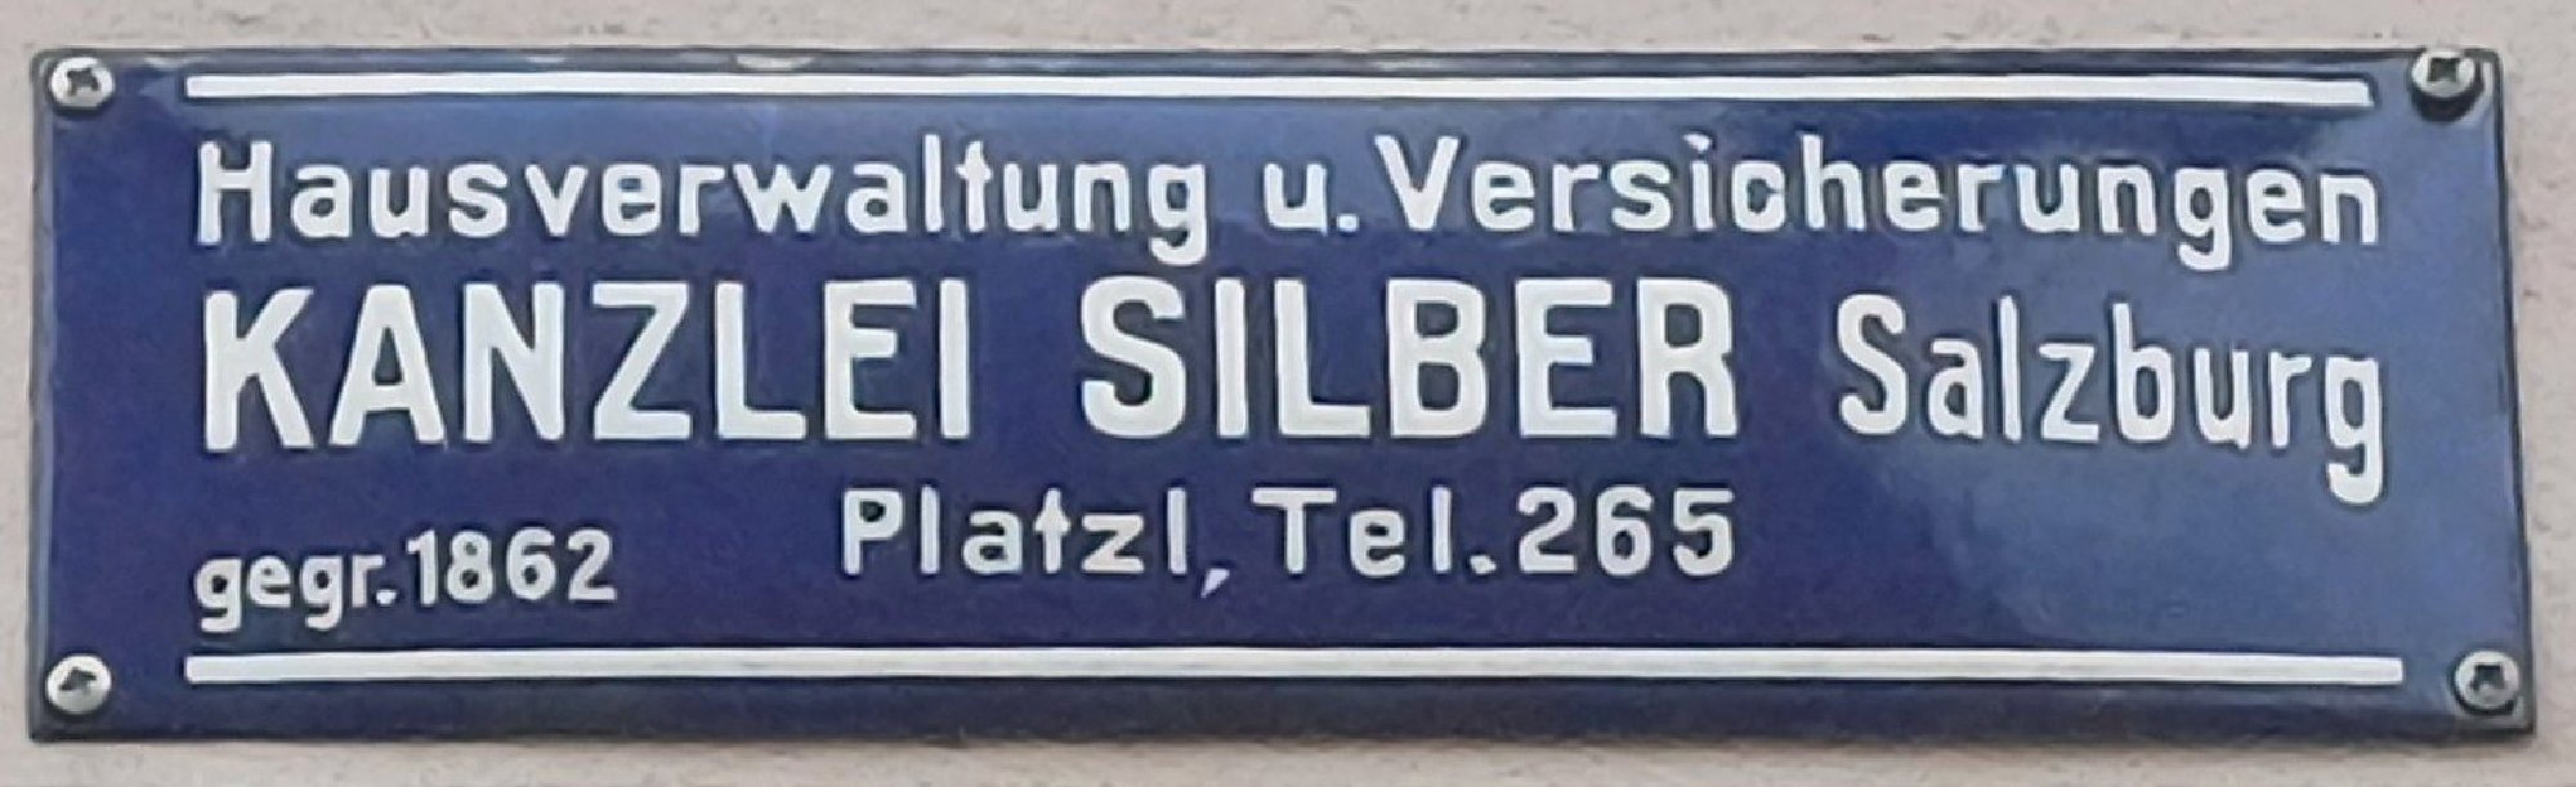 Hausverwaltung u. Versicherungen
KANZLEI SILBER Salzburg
gegr. 1862 Platzl, Tel. 265